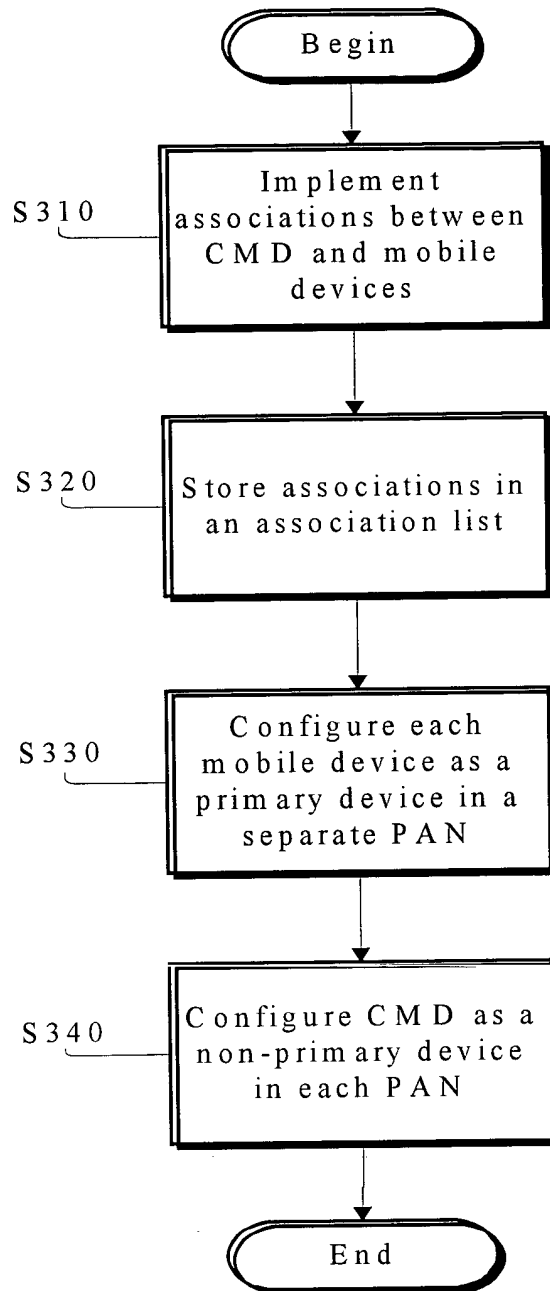 Begin
S310
Implement
associations between
CMD and mobile
devices
S320
Store associations in
an association list
S330
Configure each
mobile device as a
primary device in a
separate PAN
S340
Configure CMD as a
non-primary device
in each PAN
End